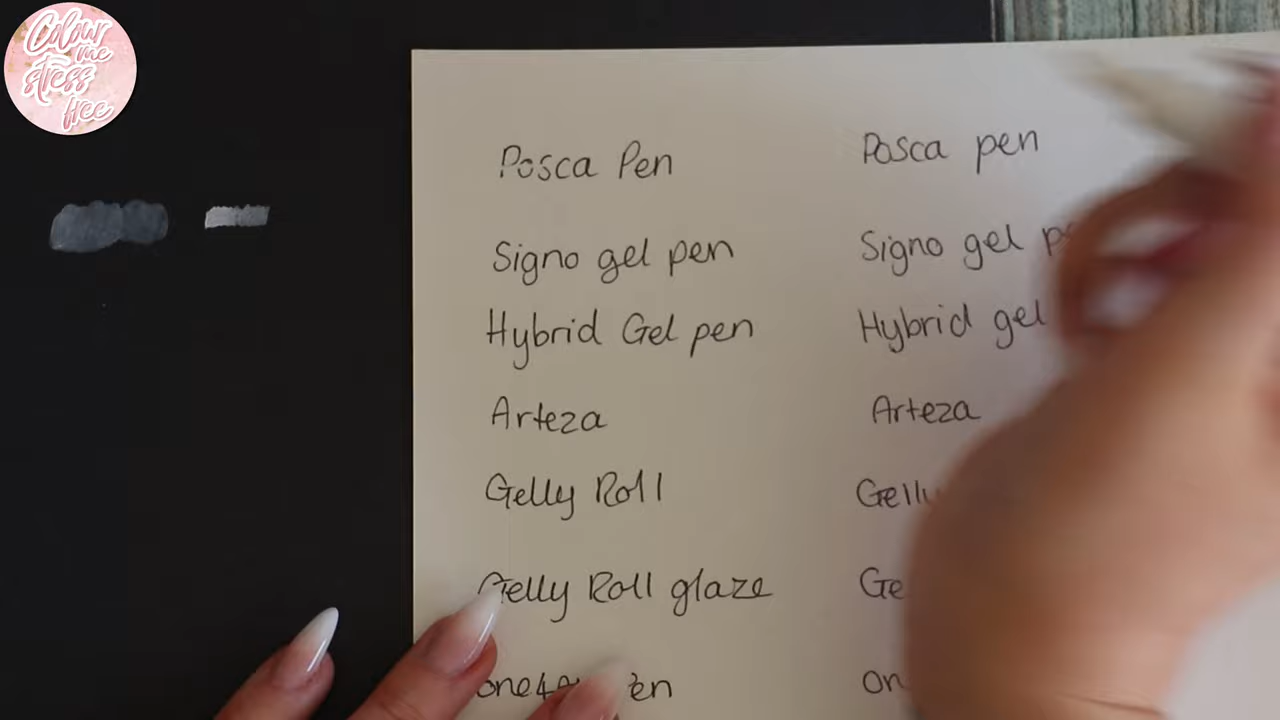 Colour
me
stress
free
Posca Pen
Posca pen
Signo gel pen
Signo gel
Hybrid Gel pen
Hybrid gel
Arteza
Arteza
Gelly Roll
Gelly
Gelly Roll glaze